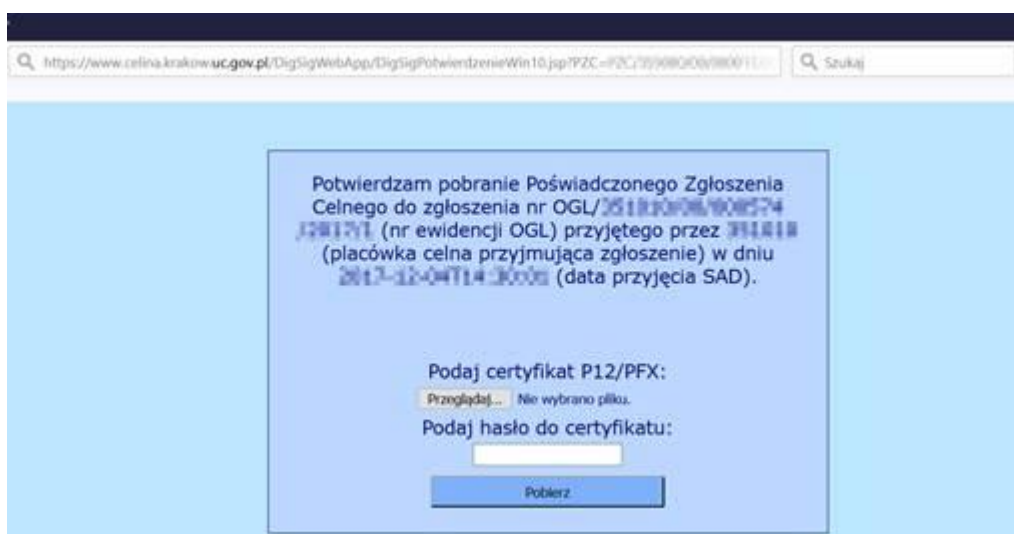 https://www.celina.krakow.uc.gov.pl/DigSigWebApp/DigSigPotwierdzenieWin10.jsp?PZC=PZC/
Szukaj
Potwierdzam pobranie Poświadczonego Zgłoszenia
Celnego do zgłoszenia nr OGL/
(nr ewidencji OGL) przyjętego przez
(placówka celna przyjmująca zgłoszenie) w dniu
(data przyjęcia SAD).
Podaj certyfikat P12/PFX:
Przeglądaj... Nie wybrano pliku.
Podaj hasło do certyfikatu:
Pobierz